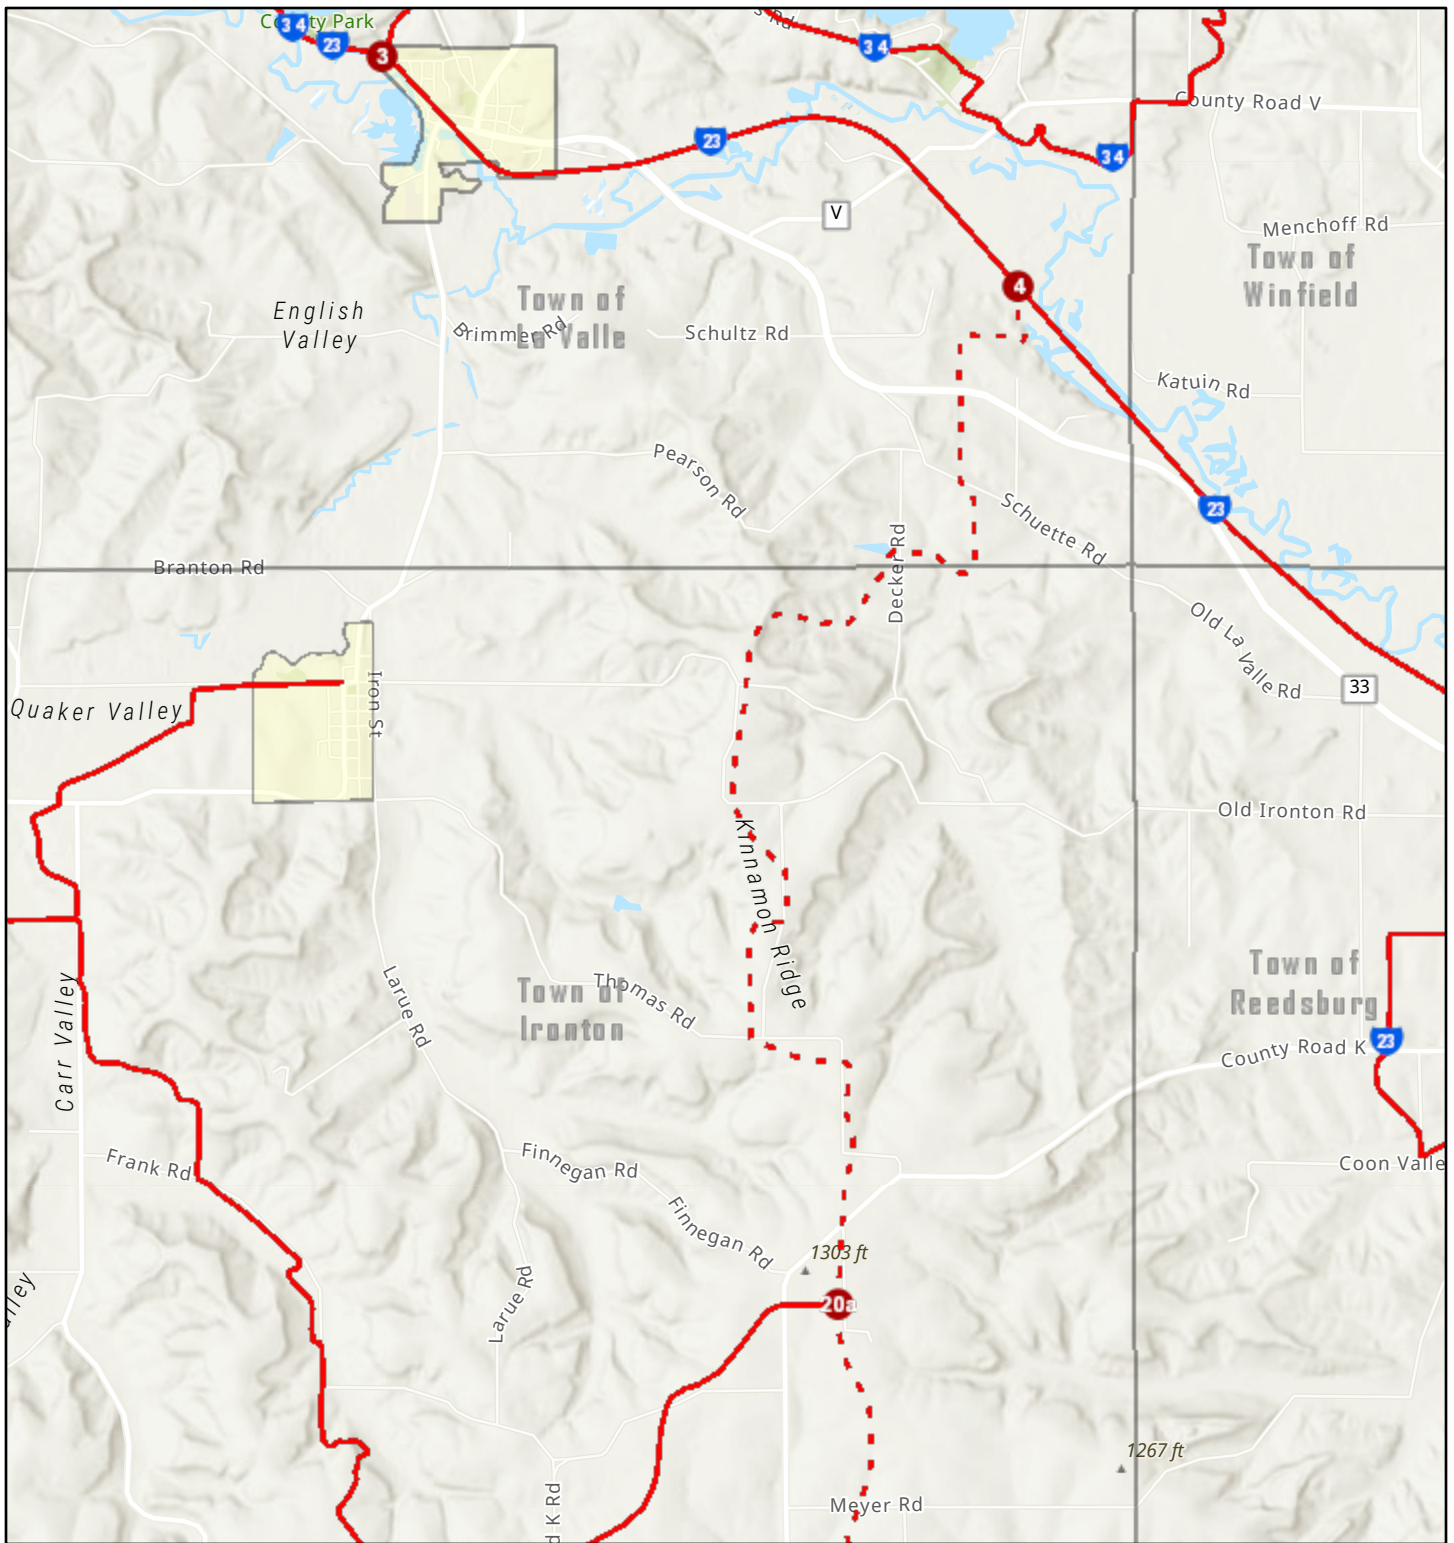 County Park
34
23
3
s Rd
34
County Road V
23
34
V
Menchoff Rd
Town of
Winfield
4
English
Valley
Town of
La Valle
Brimmer Rd
Schultz Rd
Katuin Rd
Pearson Rd
Schuette Rd
23
Decker Rd
Branton Rd
Old La Valle Rd
33
Iron St
Quaker Valley
Old Ironton Rd
Kinnamon Ridge
Town of
Reedsburg
23
Carr Valley
Larue Rd
Thomas Rd
Town of
Ironton
County Road K
Frank Rd
Finnegan Rd
Coon Valle
Finnegan Rd
1303 ft
20a
Larue Rd
alley
1267 ft
Meyer Rd
d K Rd